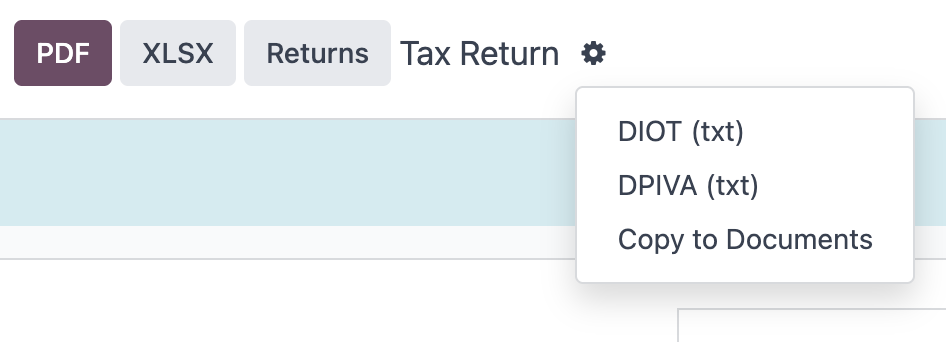 PDF XLSX Returns Tax Return
DIOT (txt)
DPIVA (txt)
Copy to Documents